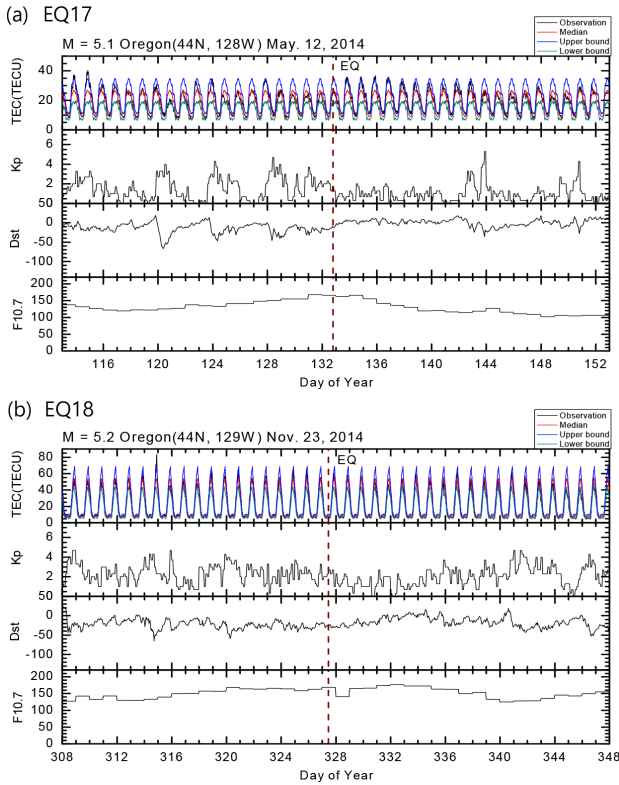 (a) EQ17
Observation
Median
Upper bound
Lower bound
M = 5.1 Oregon(44N, 128W) May. 12, 2014
EQ
TEC(TECU)
40
20
0
Kp
6
4
2
50
Dst
0
-50
-100
F10.7
200
150
100
50
0
113 116 120 124 128 132 136 140 144 148 152
Day of Year
(b) EQ18
Observation
Median
Upper bound
Lower bound
M = 5.2 Oregon(44N, 129W) Nov. 23, 2014
EQ
TEC(TECU)
80
60
40
20
0
Kp
6
4
2
50
Dst
0
-50
-100
F10.7
200
150
100
50
0
308 312 316 320 324 328 332 336 340 344 348
Day of Year